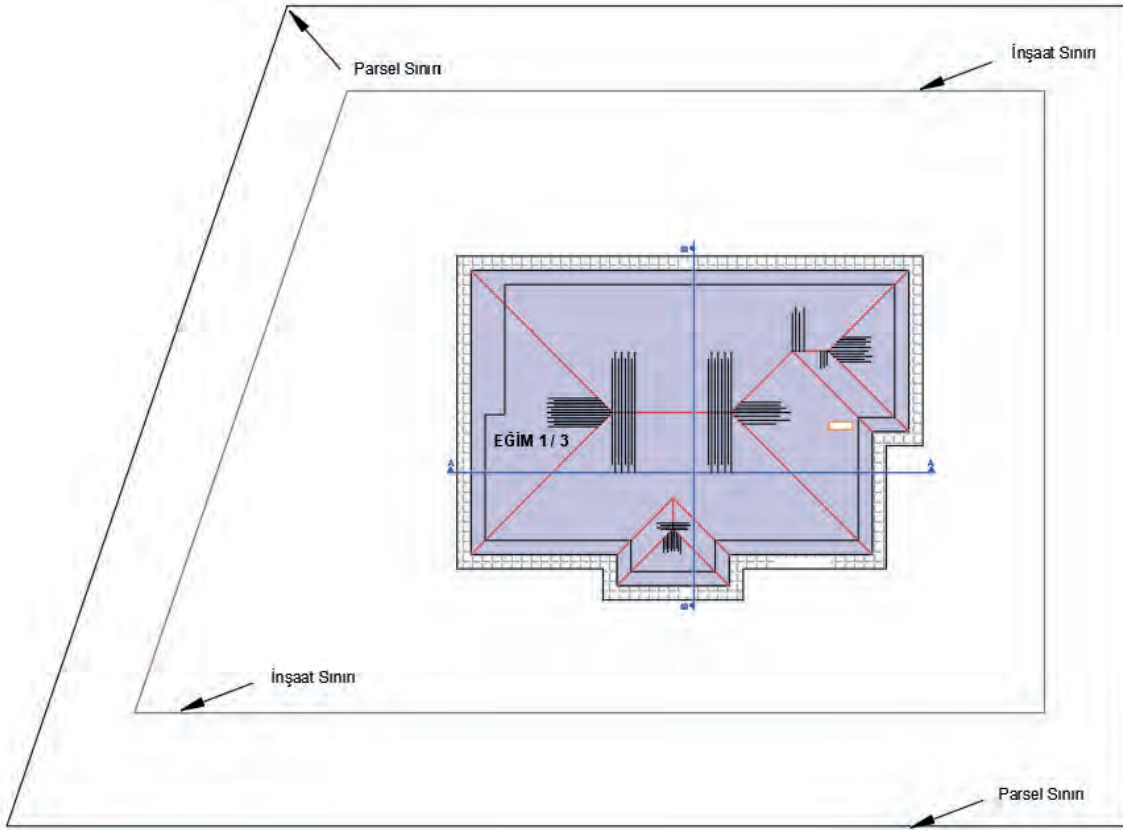 İnşaat Sınırı
Parsel Sınırı
B
EĞİM 1 / 3
A
A
B
İnşaat Sınırı
Parsel Sınırı